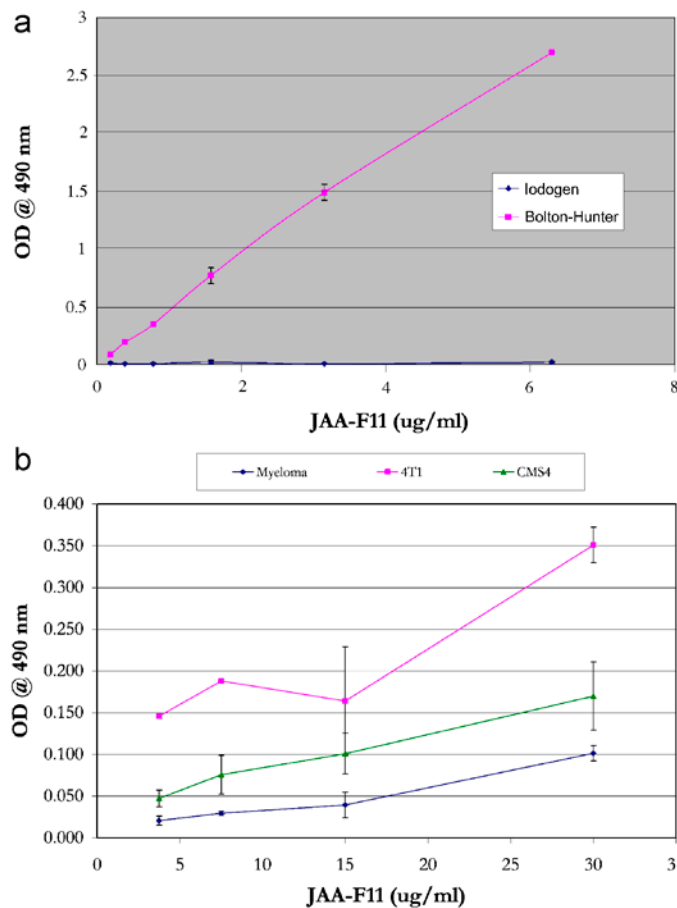 a
3
2.5
2
1.5
1
0.5
0
OD @ 490 nm
Iodogen
Bolton-Hunter
0 2 4 6 8
JAA-F11 (ug/ml)
b
Myeloma 4T1 CMS4
0.400
0.350
0.300
0.250
0.200
0.150
0.100
0.050
0.000
OD @ 490 nm
0 5 10 15 20 25 30 3
JAA-F11 (ug/ml)